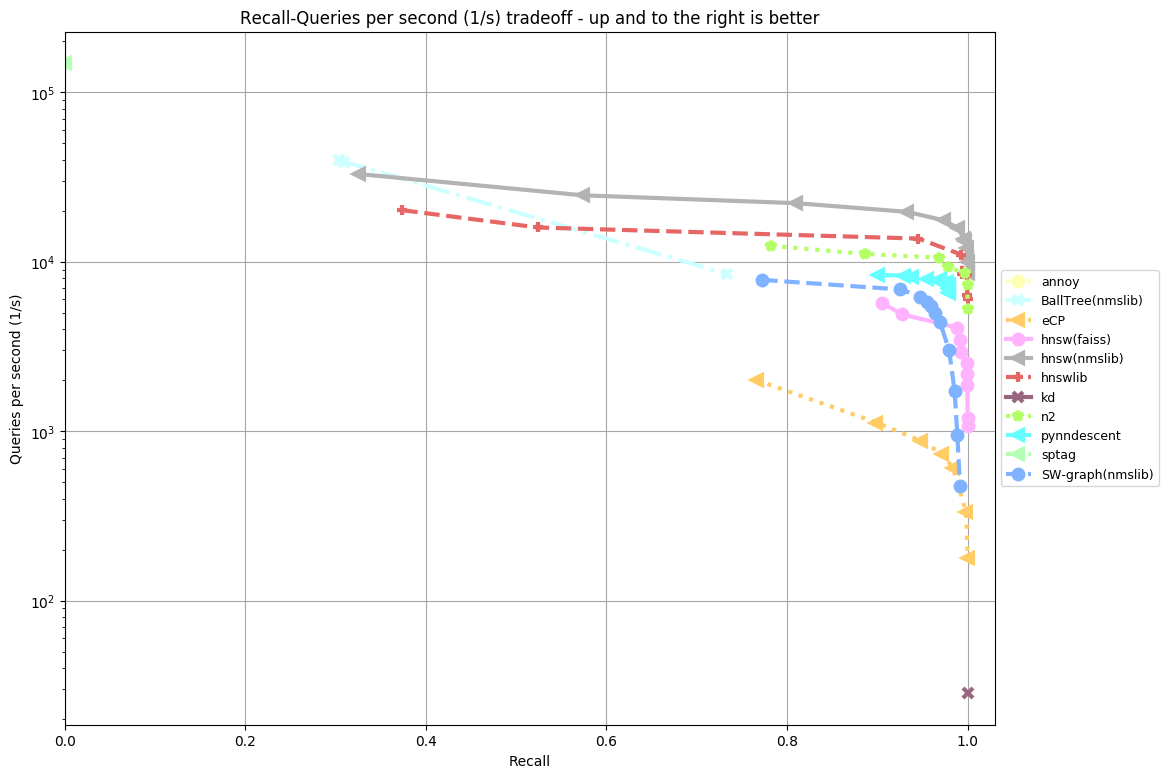 Recall-Queries per second (1/s) tradeoff - up and to the right is better
Queries per second (1/s)
10^5
10^4
10^3
10^2
0.0 0.2 0.4 0.6 0.8 1.0
Recall
annoy
BallTree(nmslib)
eCP
hnsw(faiss)
hnsw(nmslib)
hnswlib
kd
n2
pynndescent
sptag
SW-graph(nmslib)